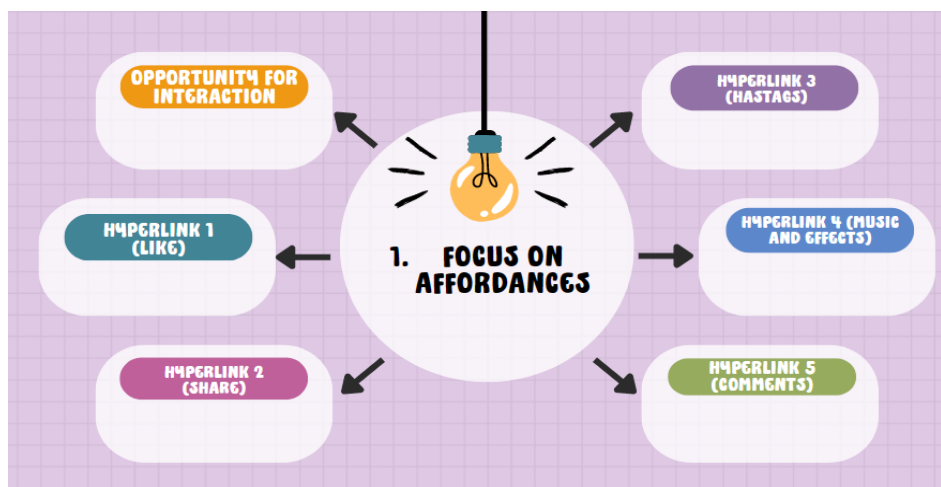 OPPORTUNITY FOR
INTERACTION
HYPERLINK 1
(LIKE)
HYPERLINK 2
(SHARE)
1. FOCUS ON
AFFORDANCES
HYPERLINK 3
(HASTAGS)
HYPERLINK 4 (MUSIC
AND EFFECTS)
HYPERLINK 5
(COMMENTS)